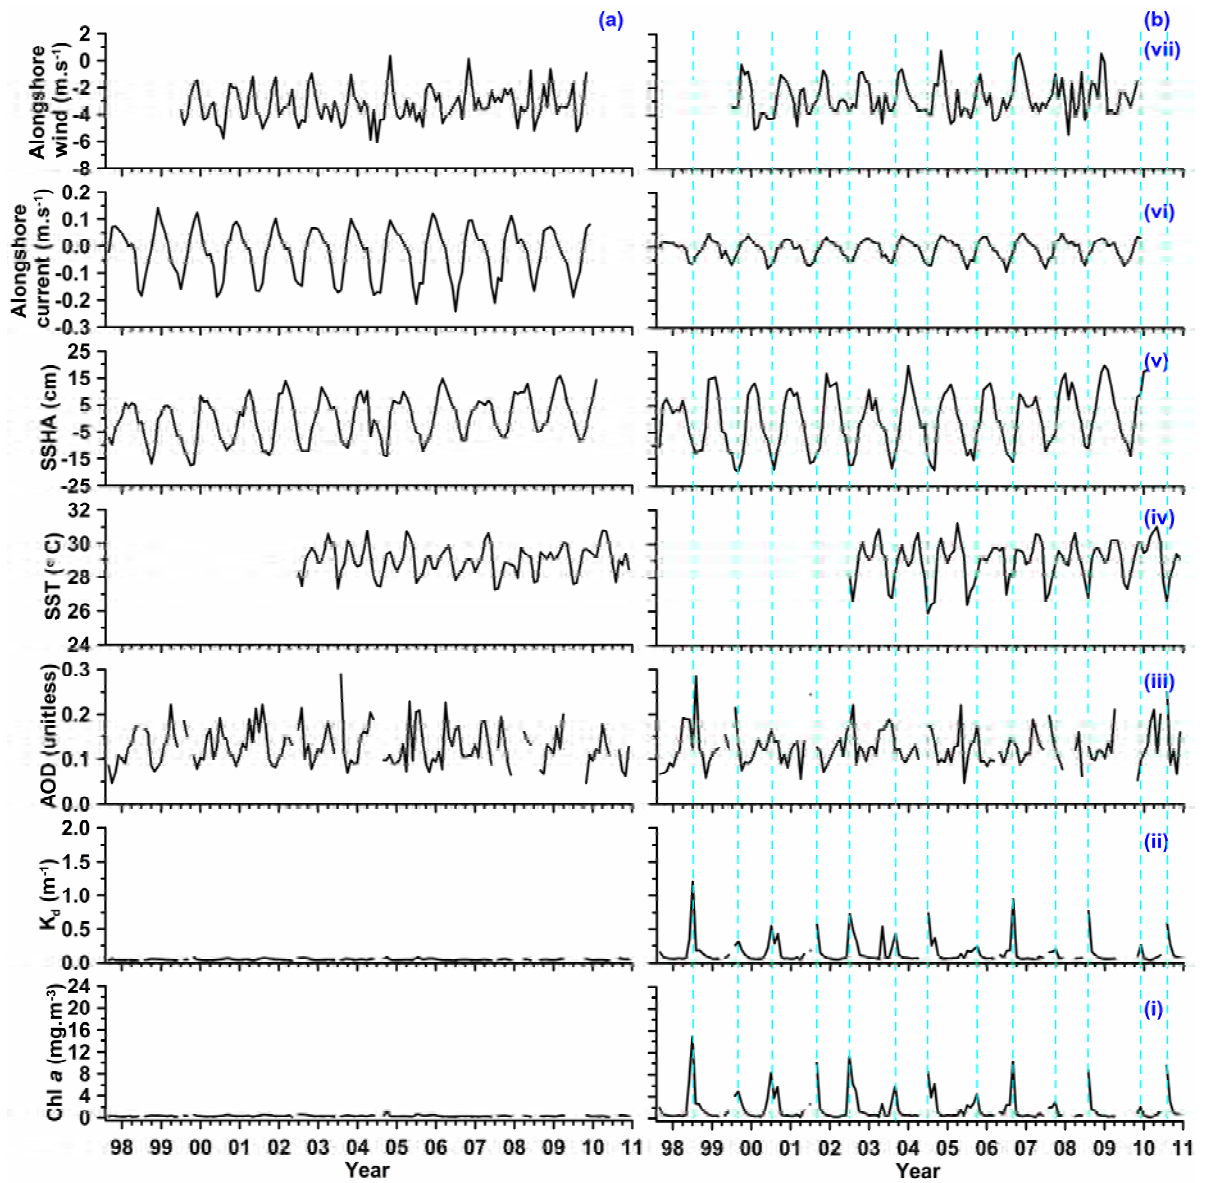 (a) (b)
(vii)
Alongshore
wind (m.s-1)
2
0
-2
-4
-6
-8
(vi)
Alongshore
current (m.s-1)
0.2
0.1
0.0
-0.1
-0.2
-0.3
(v)
SSHA (cm)
25
15
5
-5
-15
-25
(iv)
SST (° C)
32
30
28
26
24
(iii)
AOD (unitless)
0.3
0.2
0.1
0.0
(ii)
Kd (m-1)
2.0
1.5
1.0
0.5
0.0
(i)
Chl a (mg.m-3)
24
20
16
12
8
4
0
98 99 00 01 02 03 04 05 06 07 08 09 10 11 98 99 00 01 02 03 04 05 06 07 08 09 10 11
Year Year